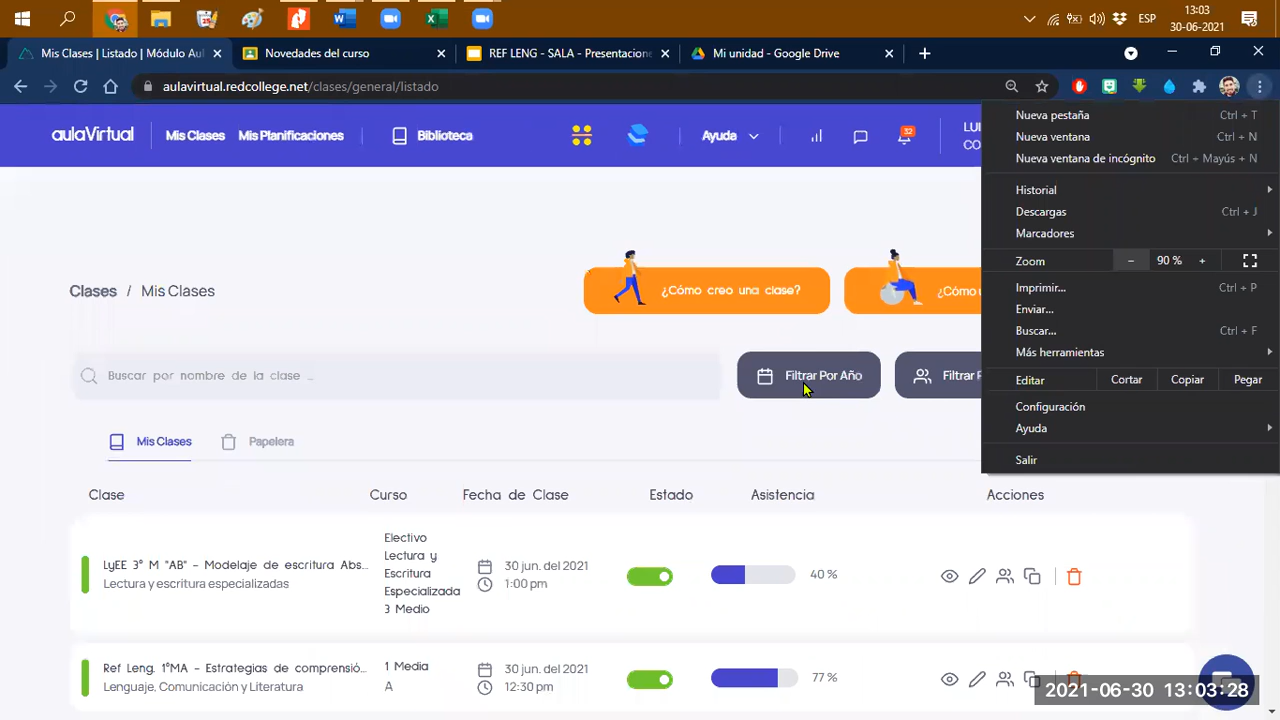 13:03
ESP
30-06-2021
Mis Clases | Listado | Módulo Aul
Novedades del curso
REF LENG - SALA - Presentacione
Mi unidad - Google Drive
aulavirtual.redcollege.net/clases/general/listado
aulaVirtual
Mis Clases
Mis Planificaciones
Biblioteca
Ayuda
32
LUI
CO
Nueva pestaña Ctrl + T
Nueva ventana Ctrl + N
Nueva ventana de incógnito Ctrl + Mayús + N
Historial
Descargas Ctrl + J
Marcadores
Zoom − 90 % +
Imprimir... Ctrl + P
Enviar...
Buscar... Ctrl + F
Más herramientas
Editar Cortar Copiar Pegar
Configuración
Ayuda
Salir
Clases / Mis Clases
¿Cómo creo una clase?
¿Cómo u
Buscar por nombre de la clase ...
Filtrar Por Año
Filtrar P
Mis Clases
Papelera
Clase Curso Fecha de Clase Estado Asistencia Acciones
LyEE 3° M "AB" - Modelaje de escritura Abs...
Lectura y escritura especializadas
Electivo
Lectura y
Escritura
Especializada
3 Medio
30 jun. del 2021
1:00 pm
40 %
Ref Leng. 1°MA - Estrategias de comprensió...
Lenguaje, Comunicación y Literatura
1 Media
A
30 jun. del 2021
12:30 pm
77 %
2021-06-30 13:03:28